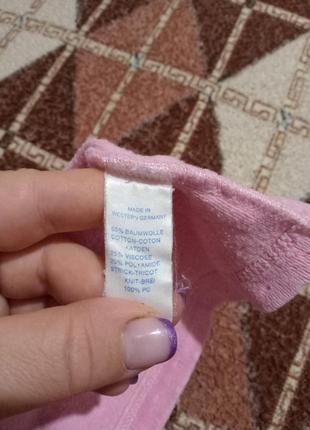 MADE IN
WESTERN GERMANY
55% BAUMWOLLE
COTTON-COTON
KATOEN
25% VISCOSE
20% POLYAMIDE
STRICK-TRICOT
KNIT-BREI
100% PC